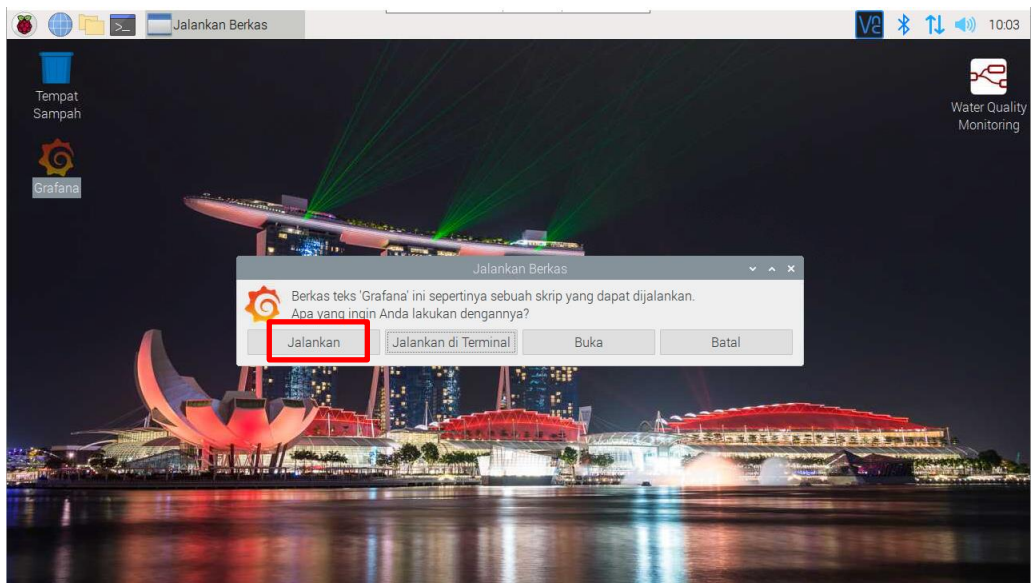 Jalankan Berkas
10:03
Tempat
Sampah
Grafana
Water Quality
Monitoring
Jalankan Berkas
Berkas teks 'Grafana' ini sepertinya sebuah skrip yang dapat dijalankan.
Apa yang ingin Anda lakukan dengannya?
Jalankan
Jalankan di Terminal
Buka
Batal